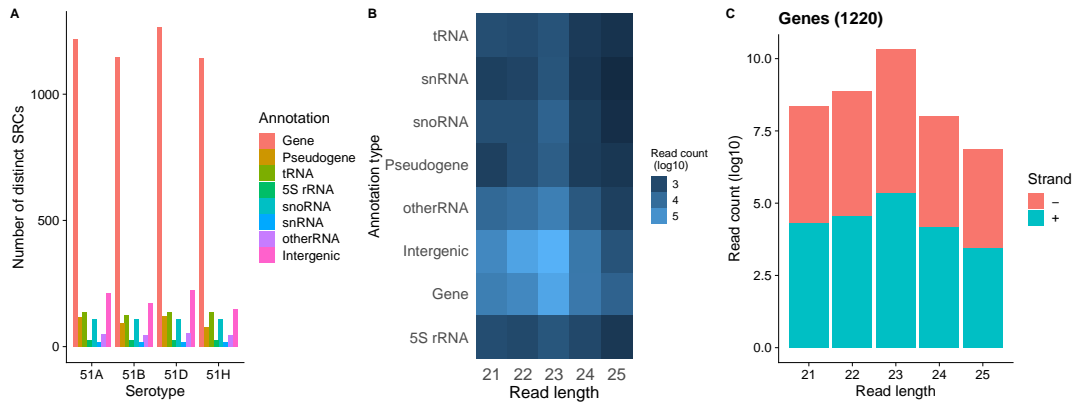 A
Number of distinct SRCs
1000
500
0
51A 51B 51D 51H
Serotype
Annotation
Gene
Pseudogene
tRNA
5S rRNA
snoRNA
snRNA
otherRNA
Intergenic
B
Annotation type
tRNA
snRNA
snoRNA
Pseudogene
otherRNA
Intergenic
Gene
5S rRNA
21 22 23 24 25
Read length
Read count
(log10)
3
4
5
C
Genes (1220)
Read count (log10)
10.0
7.5
5.0
2.5
0.0
21 22 23 24 25
Read length
Strand
−
+